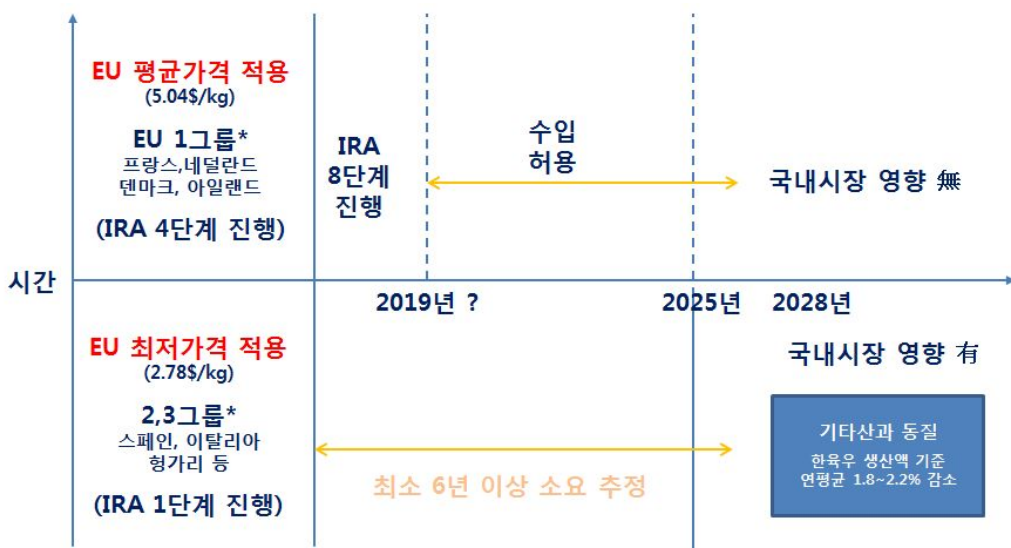 EU 평균가격 적용
(5.04$/kg)
EU 1그룹*
프랑스,네덜란드
덴마크, 아일랜드
(IRA 4단계 진행)
IRA
8단계
진행
수입
허용
국내시장 영향 無
시간
2019년 ?
2025년
2028년
EU 최저가격 적용
(2.78$/kg)
2,3그룹*
스페인, 이탈리아
헝가리 등
(IRA 1단계 진행)
최소 6년 이상 소요 추정
국내시장 영향 有
기타산과 동질
한육우 생산액 기준
연평균 1.8~2.2% 감소